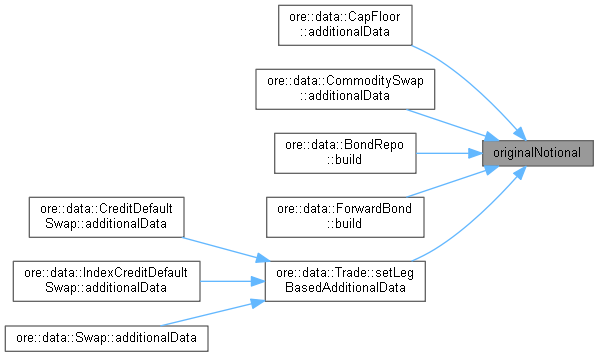 ore::data::CapFloor
::additionalData
ore::data::CommoditySwap
::additionalData
originalNotional
ore::data::BondRepo
::build
ore::data::CreditDefault
Swap::additionalData
ore::data::ForwardBond
::build
ore::data::IndexCreditDefault
Swap::additionalData
ore::data::Trade::setLeg
BasedAdditionalData
ore::data::Swap::additionalData